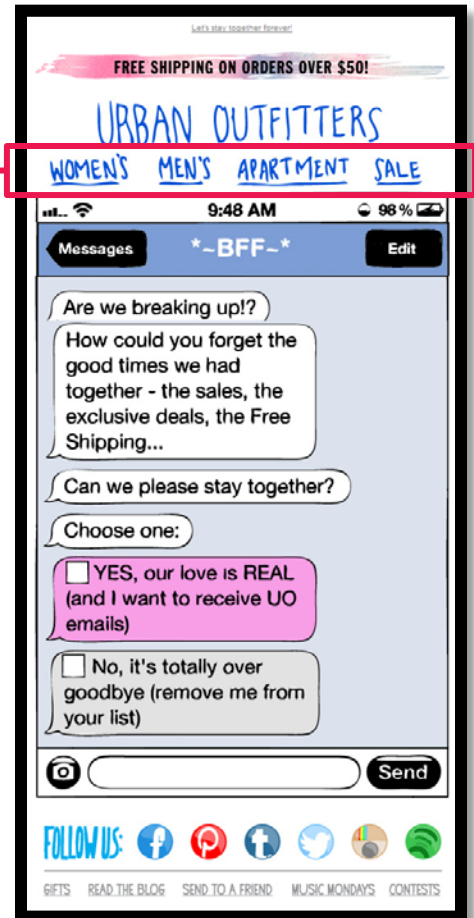 Let's stay together forever!
FREE SHIPPING ON ORDERS OVER $50!
URBAN OUTFITTERS
WOMEN'S MEN'S APARTMENT SALE
9:48 AM 98%
Messages *~BFF~* Edit
Are we breaking up!?
How could you forget the
good times we had
together - the sales, the
exclusive deals, the Free
Shipping...
Can we please stay together?
Choose one:
YES, our love is REAL
(and I want to receive UO
emails)
No, it's totally over
goodbye (remove me from
your list)
Send
FOLLOW US:
GIFTS READ THE BLOG SEND TO A FRIEND MUSIC MONDAYS CONTESTS